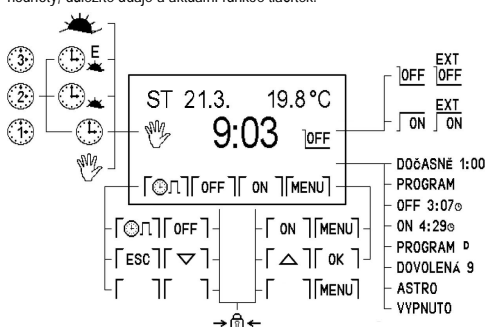 hodnoty, důležité údaje a aktuální funkce tlačítek.
3
E
2
1
EXT
OFF OFF
EXT
ON ON
ST 21.3. 19.8°C
9:03 OFF
OFF ON MENU
DOČASNĚ 1:00
PROGRAM
OFF 3:07
ON 4:29
PROGRAM D
DOVOLENÁ 9
ASTRO
VYPNUTO
OFF ON MENU
ESC OK
MENU